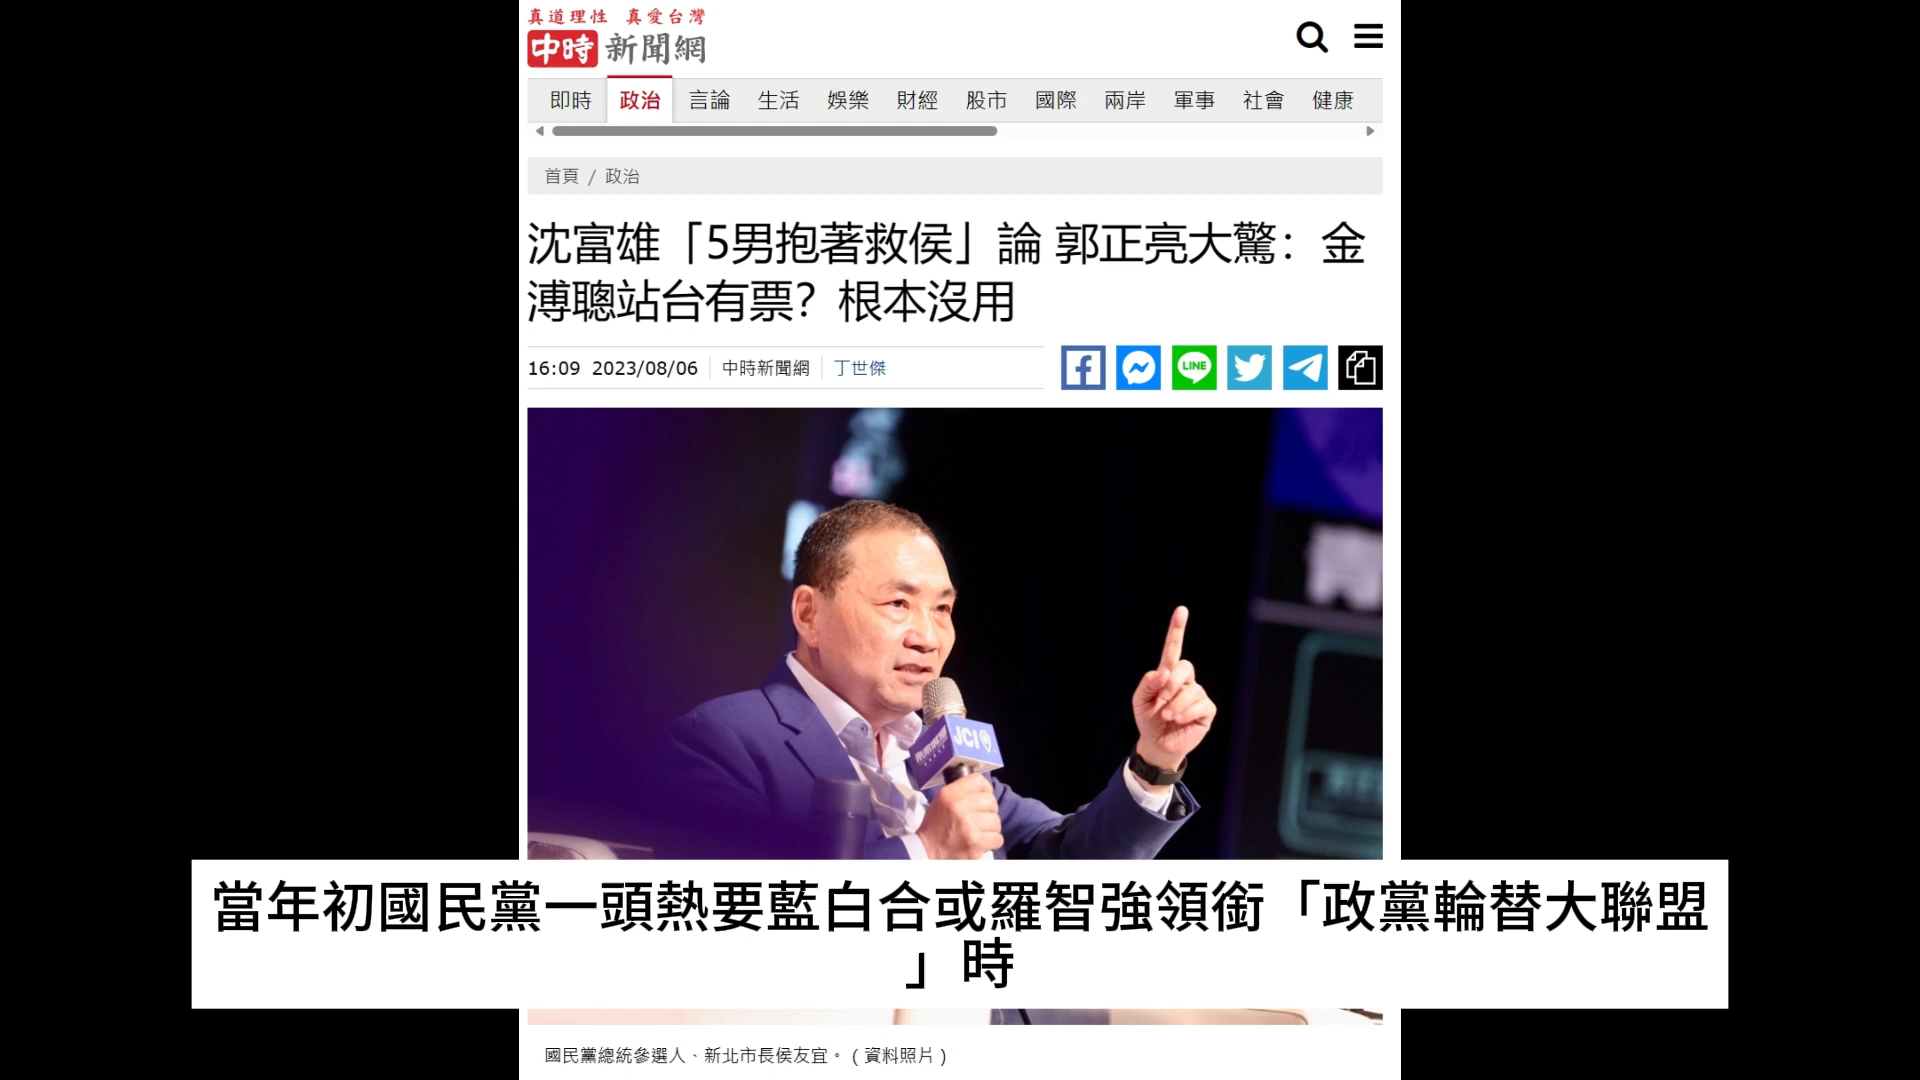 真道理性 真愛台灣
中時 新聞網
即時 政治 言論 生活 娛樂 財經 股市 國際 兩岸 軍事 社會 健康
首頁 / 政治
沈富雄「5男抱著救侯」論 郭正亮大驚：金
溥聰站台有票？根本沒用
16:09 2023/08/06 中時新聞網 丁世傑
LINE
JCI
當年初國民黨一頭熱要藍白合或羅智強領銜「政黨輪替大聯盟
」時
國民黨總統參選人、新北市長侯友宜。（資料照片）